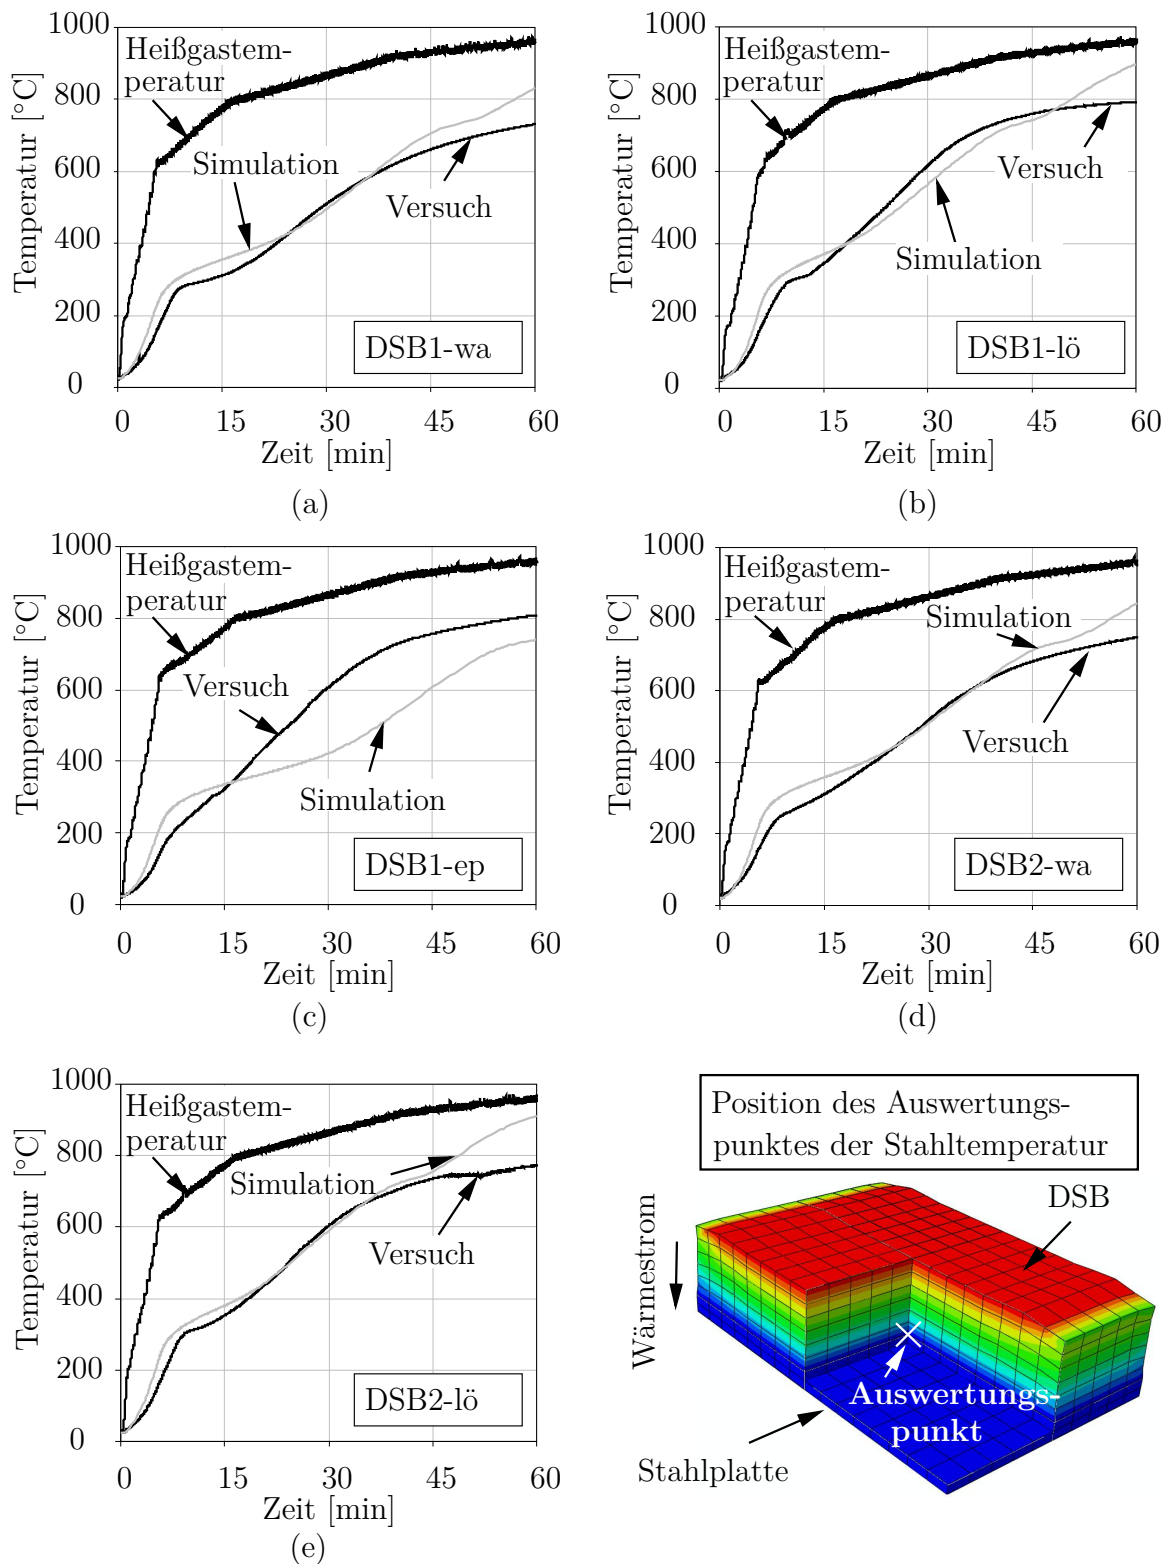 1000
800
600
400
200
0
Temperatur [°C]
Heißgastem-
peratur
Simulation
Versuch
DSB1-wa
0 15 30 45 60
Zeit [min]
(a)
1000
800
600
400
200
0
Temperatur [°C]
Heißgastem-
peratur
Versuch
Simulation
DSB1-lö
0 15 30 45 60
Zeit [min]
(b)
1000
800
600
400
200
0
Temperatur [°C]
Heißgastem-
peratur
Versuch
Simulation
DSB1-ep
0 15 30 45 60
Zeit [min]
(c)
1000
800
600
400
200
0
Temperatur [°C]
Heißgastem-
peratur
Simulation
Versuch
DSB2-wa
0 15 30 45 60
Zeit [min]
(d)
1000
800
600
400
200
0
Temperatur [°C]
Heißgastem-
peratur
Simulation
Versuch
DSB2-lö
0 15 30 45 60
Zeit [min]
(e)
Position des Auswertungs-
punktes der Stahltemperatur
DSB
Wärmestrom
Auswertungs-
punkt
Stahlplatte